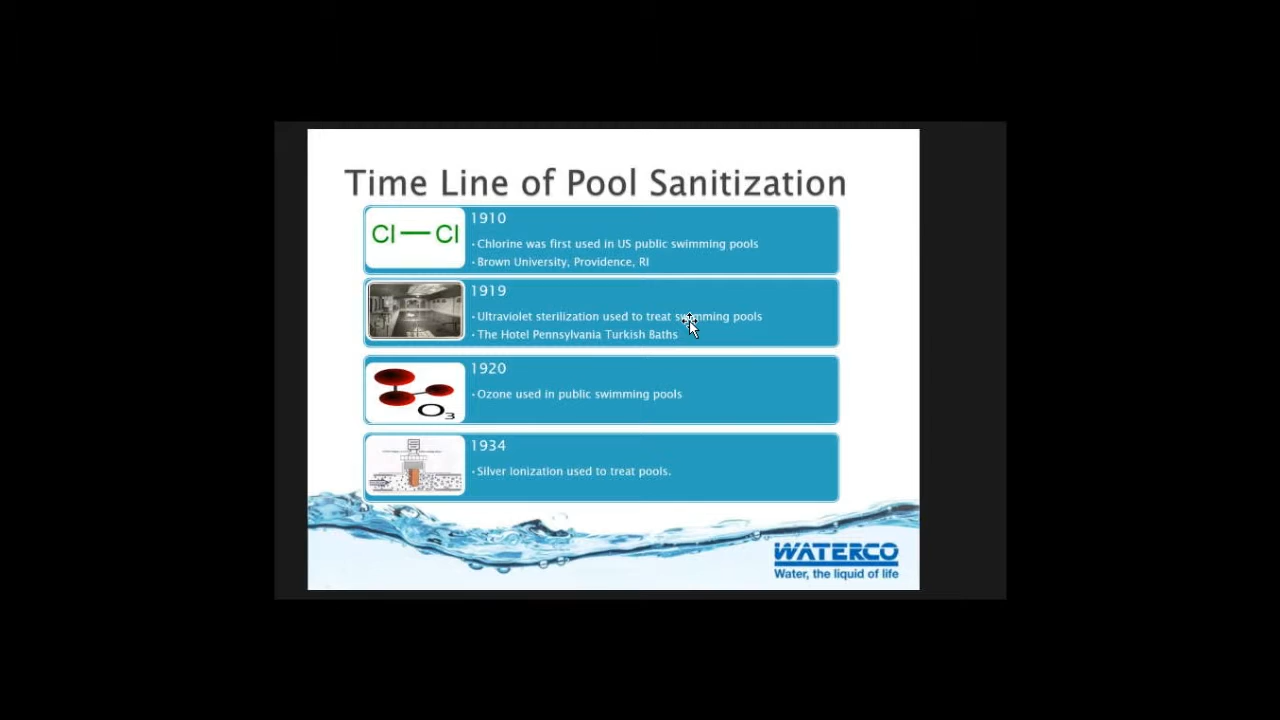 Time Line of Pool Sanitization
Cl — Cl
1910
· Chlorine was first used in US public swimming pools
· Brown University, Providence, RI
1919
· Ultraviolet sterilization used to treat swimming pools
· The Hotel Pennsylvania Turkish Baths
1920
· Ozone used in public swimming pools
O3
1934
· Silver Ionization used to treat pools.
WATERCO
Water, the liquid of life